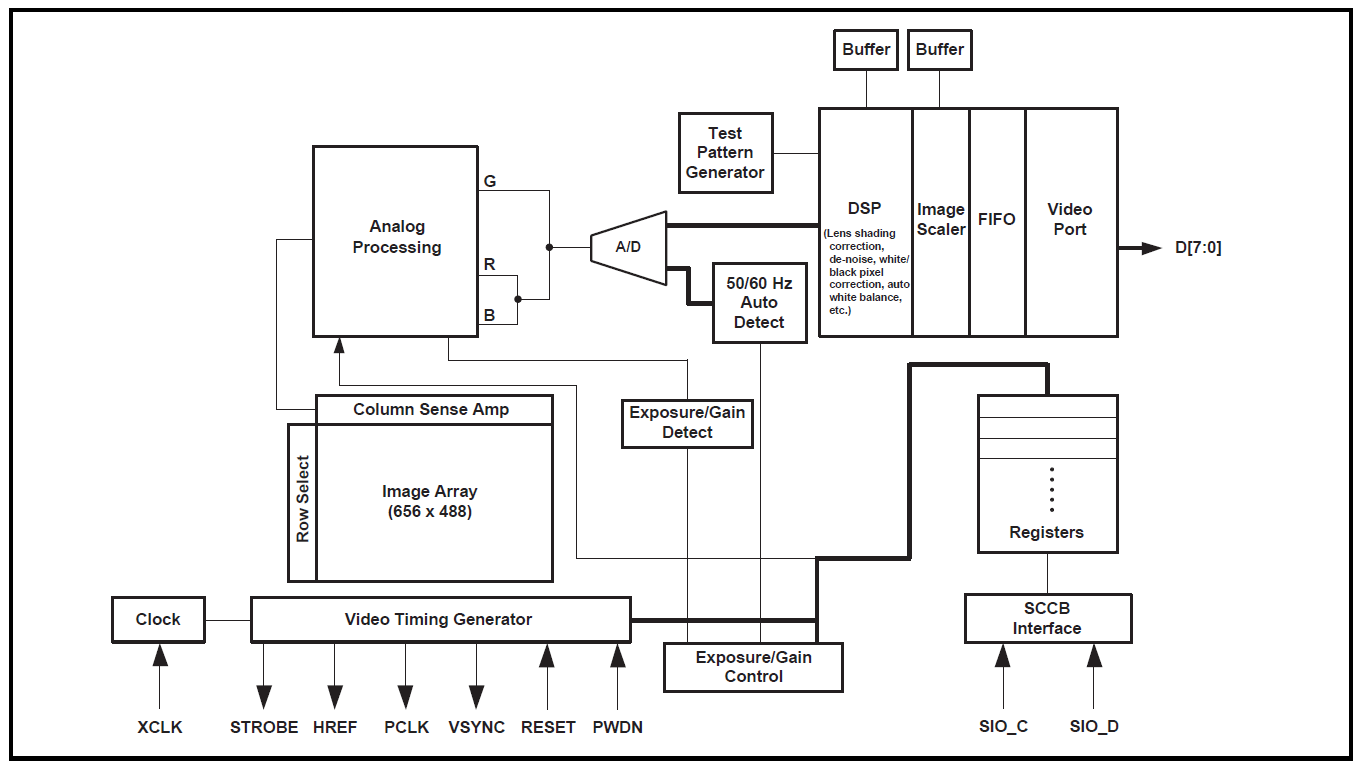 Buffer
Buffer
Test
Pattern
Generator
G
Analog
Processing
R
B
A/D
50/60 Hz
Auto
Detect
DSP
(Lens shading
correction,
de-noise, white/
black pixel
correction, auto
white balance,
etc.)
Image
Scaler
FIFO
Video
Port
D[7:0]
Column Sense Amp
Row Select
Image Array
(656 x 488)
Exposure/Gain
Detect
Registers
Clock
Video Timing Generator
SCCB
Interface
Exposure/Gain
Control
XCLK
STROBE
HREF
PCLK
VSYNC
RESET
PWDN
SIO_C
SIO_D